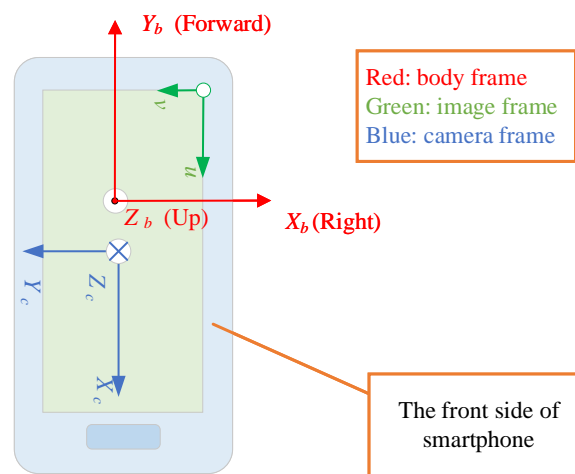 Y_b (Forward)
Red: body frame
Green: image frame
Blue: camera frame
v
u
Z_b (Up)
X_b (Right)
Y_c
Z_c
X_c
The front side of
smartphone